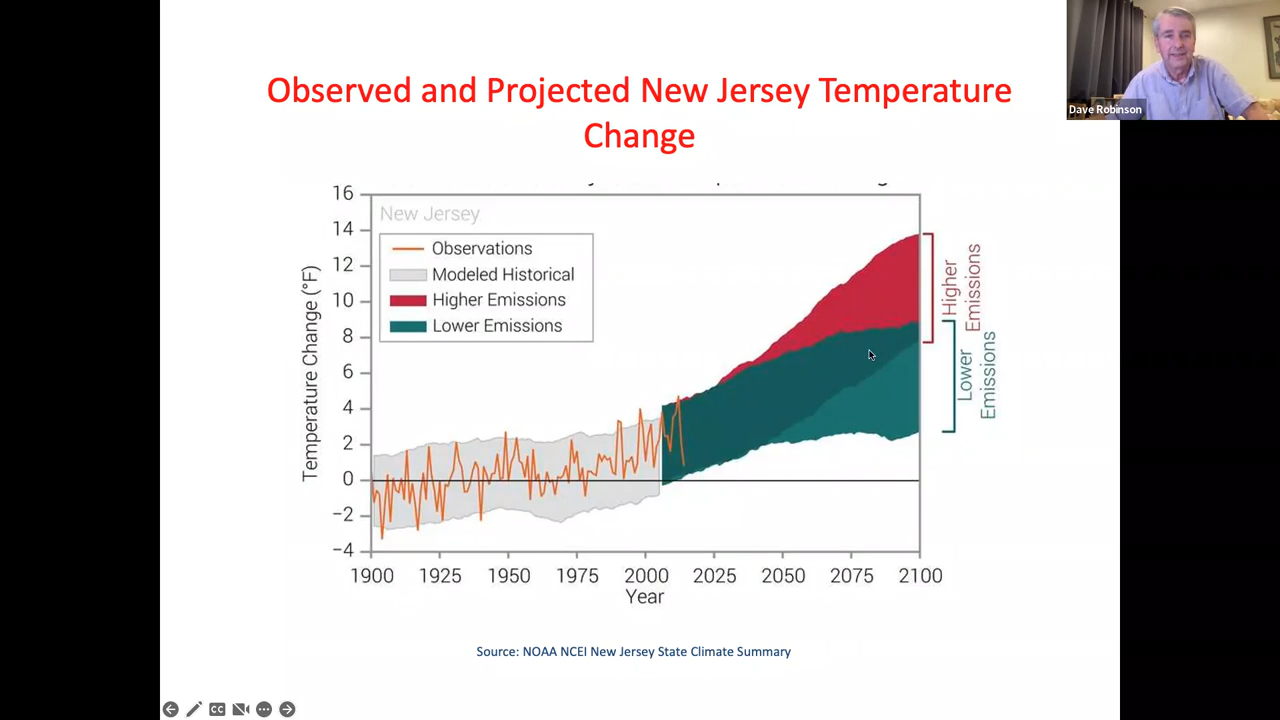 Dave Robinson
Observed and Projected New Jersey Temperature
Change
16
14
12
10
8
6
4
2
0
−2
−4
Temperature Change (°F)
New Jersey
Observations
Modeled Historical
Higher Emissions
Lower Emissions
Higher
Emissions
Lower
Emissions
1900 1925 1950 1975 2000 2025 2050 2075 2100
Year
Source: NOAA NCEI New Jersey State Climate Summary
CC